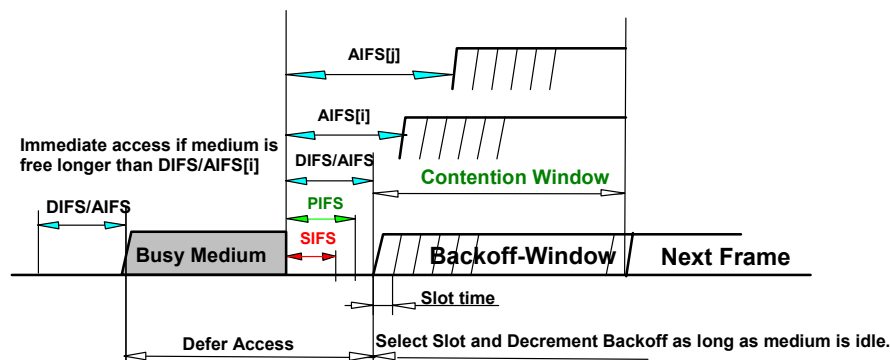 AIFS[j]
AIFS[i]
Immediate access if medium is
free longer than DIFS/AIFS[i]
DIFS/AIFS
DIFS/AIFS
Contention Window
PIFS
SIFS
Busy Medium
Backoff-Window
Next Frame
Slot time
Defer Access
Select Slot and Decrement Backoff as long as medium is idle.